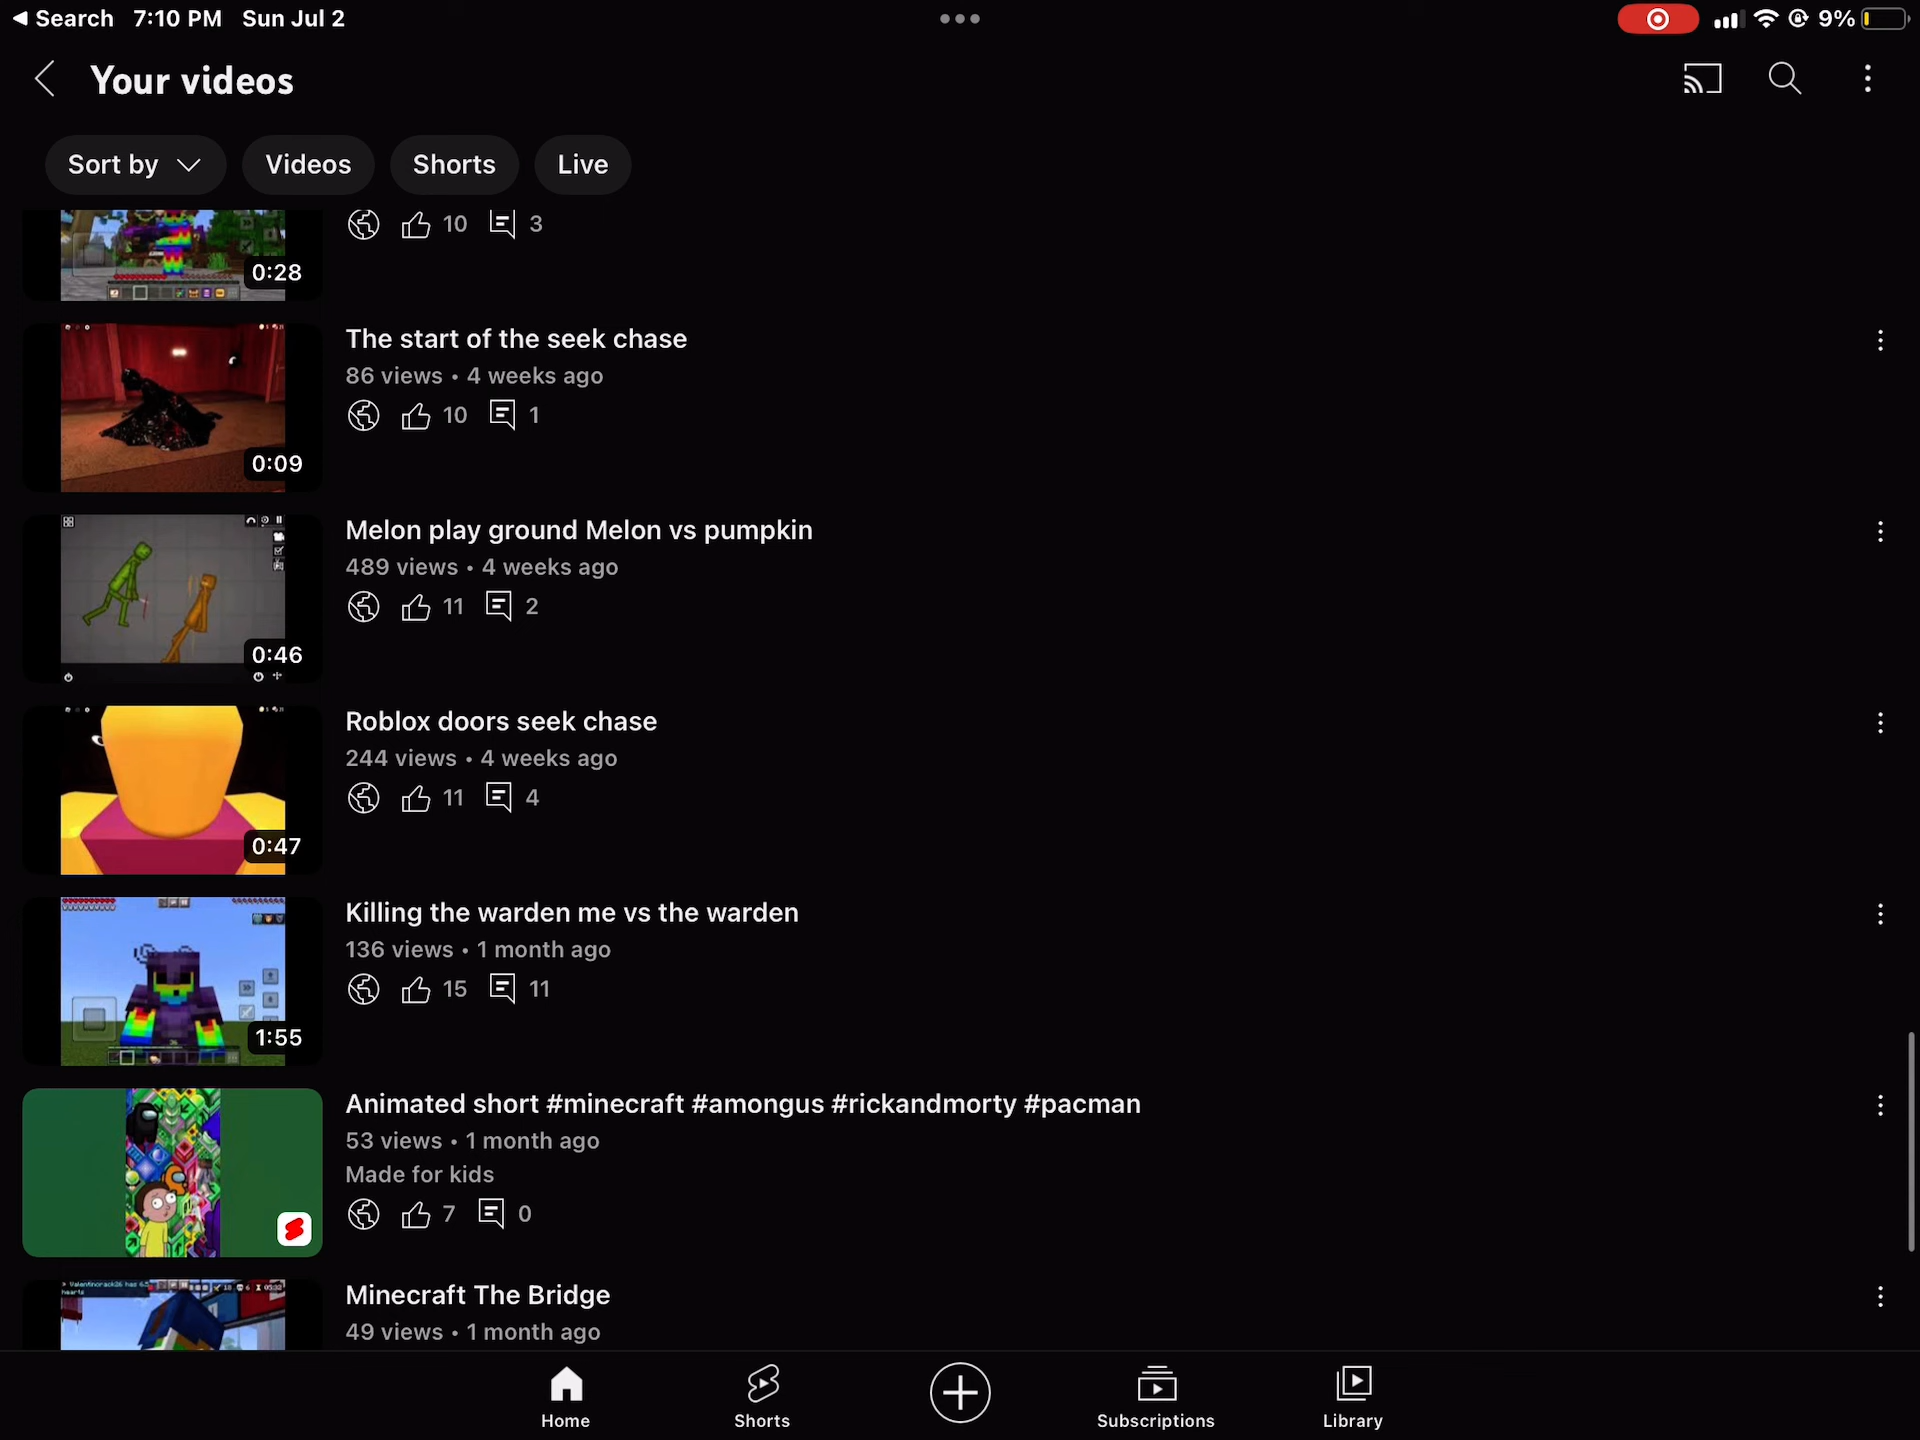 Search 7:10 PM Sun Jul 2
9%
Your videos
Sort by Videos Shorts Live
10 3
0:28
The start of the seek chase
86 views • 4 weeks ago
10 1
0:09
Melon play ground Melon vs pumpkin
489 views • 4 weeks ago
11 2
0:46
Roblox doors seek chase
244 views • 4 weeks ago
11 4
0:47
Killing the warden me vs the warden
136 views • 1 month ago
15 11
1:55
Animated short #minecraft #amongus #rickandmorty #pacman
53 views • 1 month ago
Made for kids
7 0
Minecraft The Bridge
49 views • 1 month ago
Home Shorts Subscriptions Library